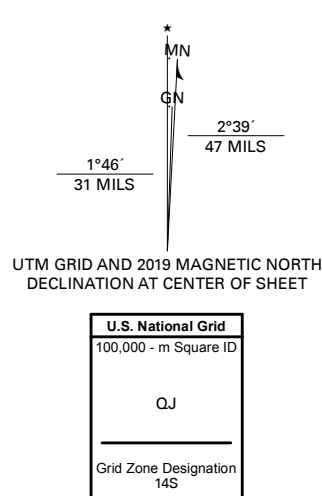 ★
MN
GN
2°39´
47 MILS
1°46´
31 MILS
UTM GRID AND 2019 MAGNETIC NORTH
DECLINATION AT CENTER OF SHEET
U.S. National Grid
100,000 - m Square ID
QJ
Grid Zone Designation
14S